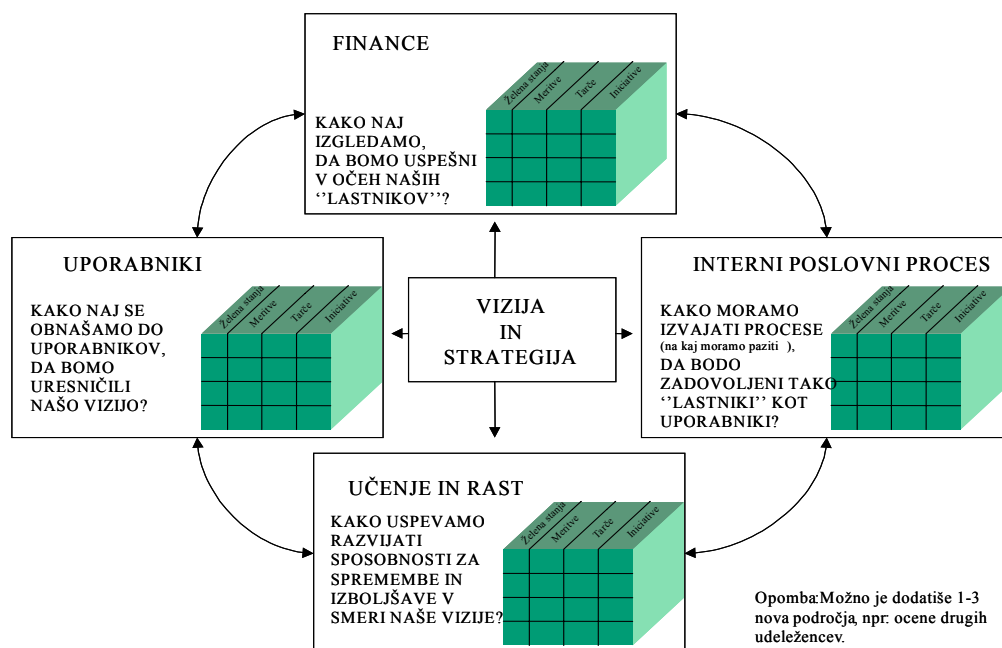 FINANCE
Želena stanja
Meritve
Tarče
Iniciative
KAKO NAJ
IZGLEDAMO,
DA BOMO USPEŠNI
V OČEH NAŠIH
‘’LASTNIKOV’’?
UPORABNIKI
Želena stanja
Meritve
Tarče
Iniciative
KAKO NAJ SE
OBNAŠAMO DO
UPORABNIKOV,
DA BOMO
URESNIČILI
NAŠO VIZIJO?
VIZIJA
IN
STRATEGIJA
INTERNI POSLOVNI PROCES
Želena stanja
Meritve
Tarče
Iniciative
KAKO MORAMO
IZVAJATI PROCESE
(na kaj moramo paziti ),
DA BODO
ZADOVOLJENI TAKO
‘’LASTNIKI’’ KOT
UPORABNIKI?
UČENJE IN RAST
Želena stanja
Meritve
Tarče
Iniciative
KAKO USPEVAMO
RAZVIJATI
SPOSOBNOSTI ZA
SPREMEMBE IN
IZBOLJŠAVE V
SMERI NAŠE VIZIJE?
Opomba:Možno je dodatiše 1-3
nova področja, npr: ocene drugih
udeležencev.